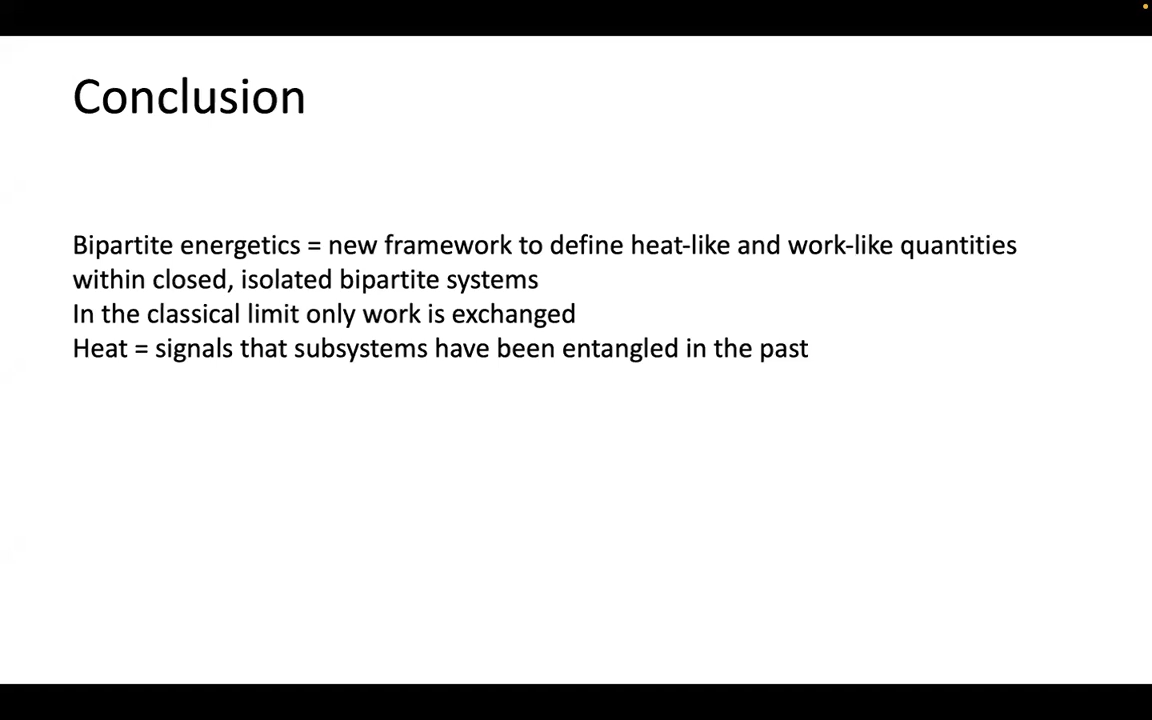 Conclusion
Bipartite energetics = new framework to define heat-like and work-like quantities
within closed, isolated bipartite systems
In the classical limit only work is exchanged
Heat = signals that subsystems have been entangled in the past